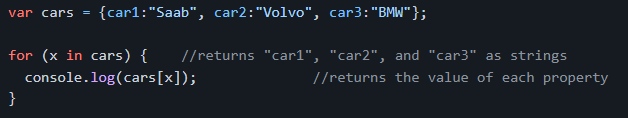 var cars = {car1:"Saab", car2:"Volvo", car3:"BMW"};
for (x in cars) {    //returns "car1", "car2", and "car3" as strings
  console.log(cars[x]);              //returns the value of each property
}